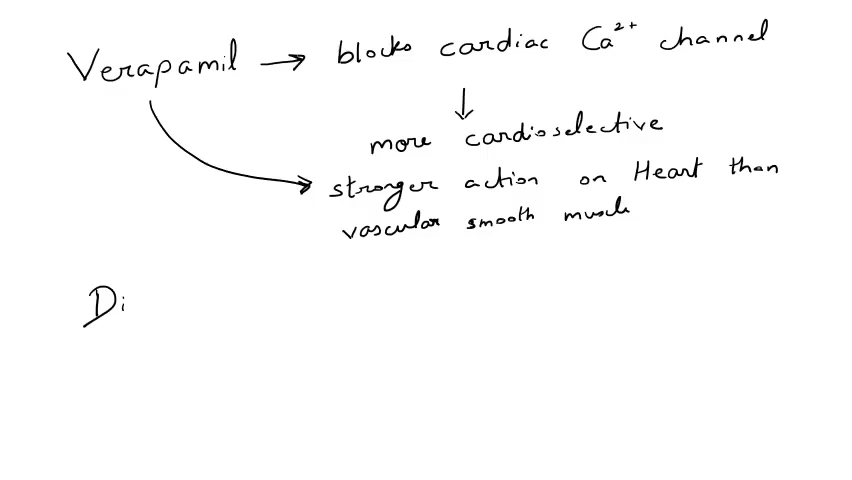 Verapamil → blocks cardiac Ca²⁺ channel
↓
more cardioselective
stronger action on Heart than
vascular smooth muscle
Di